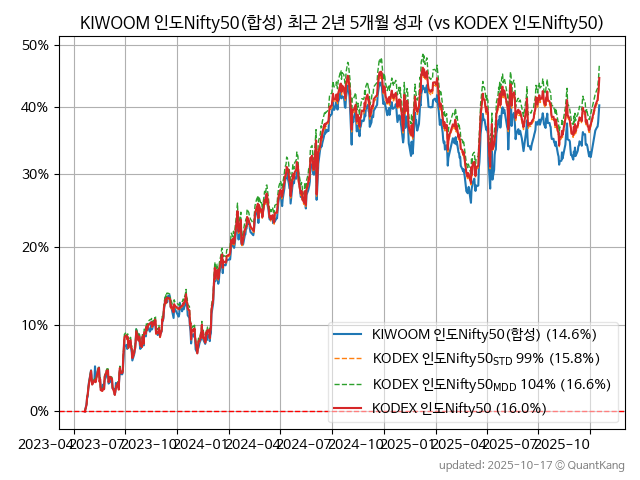 KIWOOM 인도Nifty50(합성) 최근 2년 5개월 성과 (vs KODEX 인도Nifty50)
50%
40%
30%
20%
10%
0%
KIWOOM 인도Nifty50(합성) (14.6%)
KODEX 인도Nifty50STD 99% (15.8%)
KODEX 인도Nifty50MDD 104% (16.6%)
KODEX 인도Nifty50 (16.0%)
2023-04 2023-07 2023-10 2024-01 2024-04 2024-07 2024-10 2025-01 2025-04 2025-07 2025-10
updated: 2025-10-17 © QuantKang